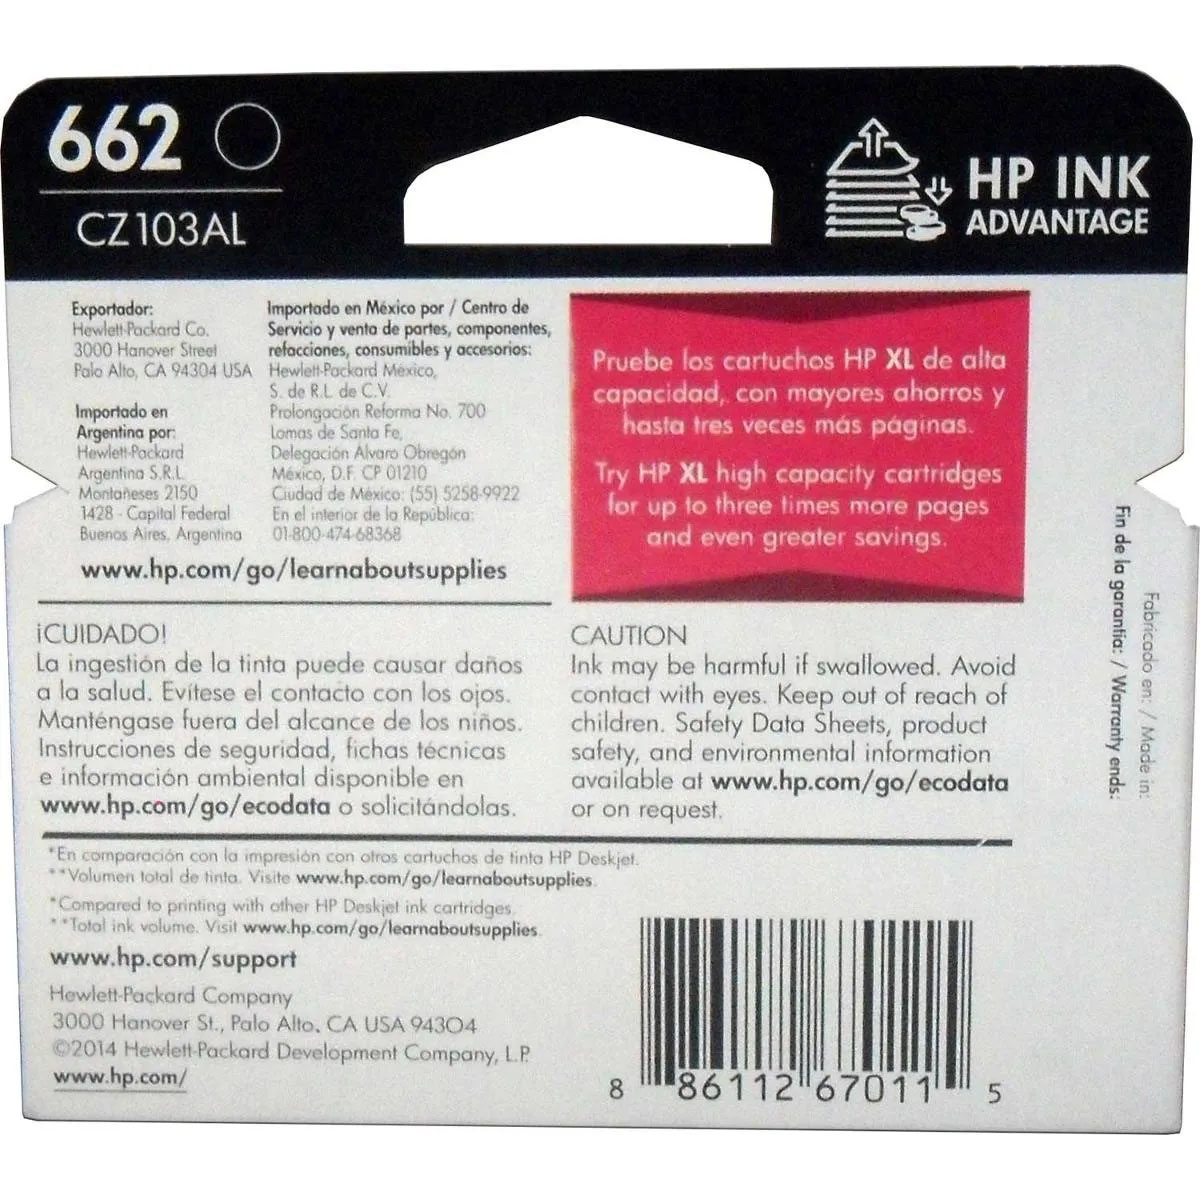 662
CZ103AL
HP INK
ADVANTAGE
Exportador:
Hewlett-Packard Co.
3000 Hanover Street
Palo Alto, CA 94304 USA
Importado en
Argentina por:
Hewlett-Packard
Argentina S.R.L.
Montañeses 2150
1428 - Capital Federal
Buenos Aires, Argentina
Importado en México por / Centro de
Servicio y venta de partes, componentes,
refacciones, consumibles y accesorios:
Hewlett-Packard México,
S. de R.L. de C.V.
Prolongación Reforma No. 700
Lomas de Santa Fe,
Delegación Alvaro Obregón
México, D.F. CP 01210
Ciudad de México: (55) 5258-9922
En el interior de la República:
01-800-474-68368
www.hp.com/go/learnaboutsupplies
Pruebe los cartuchos HP XL de alta
capacidad, con mayores ahorros y
hasta tres veces más páginas.
Try HP XL high capacity cartridges
for up to three times more pages
and even greater savings.
¡CUIDADO!
La ingestión de la tinta puede causar daños
a la salud. Evítese el contacto con los ojos.
Manténgase fuera del alcance de los niños.
Instrucciones de seguridad, fichas técnicas
e información ambiental disponible en
www.hp.com/go/ecodata o solicitándolas.
CAUTION
Ink may be harmful if swallowed. Avoid
contact with eyes. Keep out of reach of
children. Safety Data Sheets, product
safety, and environmental information
available at www.hp.com/go/ecodata
or on request.
Fabricado en: / Made in:
Fin de la garantía: / Warranty ends:
*En comparación con la impresión con otros cartuchos de tinta HP Deskjet.
**Volumen total de tinta. Visite www.hp.com/go/learnaboutsupplies.
*Compared to printing with other HP Deskjet ink cartridges.
**Total ink volume. Visit www.hp.com/go/learnaboutsupplies.
www.hp.com/support
Hewlett-Packard Company
3000 Hanover St., Palo Alto, CA USA 94304
©2014 Hewlett-Packard Development Company, L.P.
www.hp.com/
8 86112 67011 5